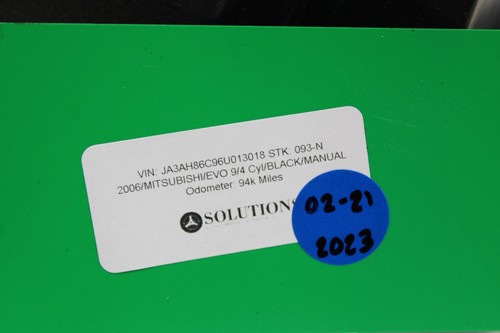 VIN: JA3AH86C96U013018 STK: 093-N
2006/MITSUBISHI/EVO 9/4 Cyl/BLACK/MANUAL
Odometer: 94k Miles
SOLUTIONS
02-21
2023